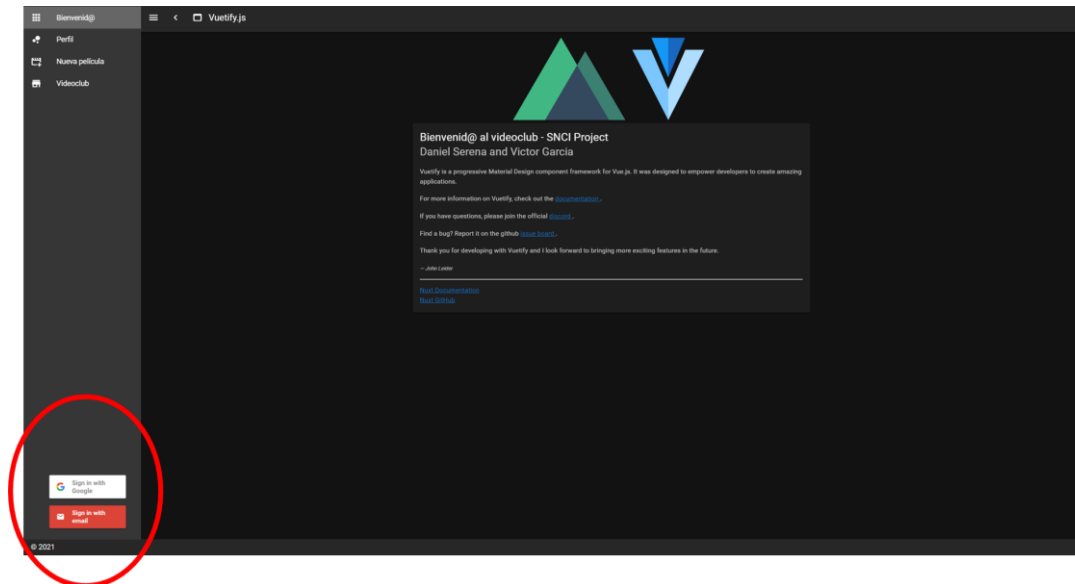 Bienvenid@
Vuetify.js
Perfil
Nueva película
Videoclub
Bienvenid@ al videoclub - SNCI Project
Daniel Serena and Victor Garcia
Vuetify is a progressive Material Design component framework for Vue.js. It was designed to empower developers to create amazing
applications.
For more information on Vuetify, check out the documentation .
If you have questions, please join the official discord .
Find a bug? Report it on the github issue board .
Thank you for developing with Vuetify and I look forward to bringing more exciting features in the future.
— John Leider
Nuxt Documentation
Nuxt GitHub
Sign in with
Google
Sign in with
email
© 2021